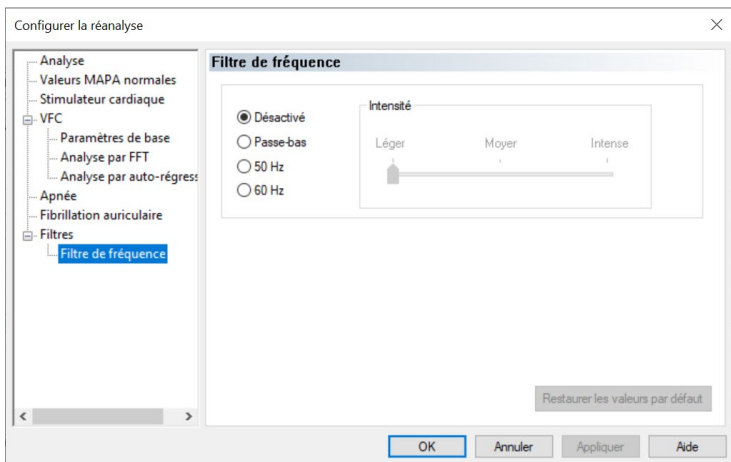 Configurer la réanalyse
Analyse
Valeurs MAPA normales
Stimulateur cardiaque
VFC
Paramètres de base
Analyse par FFT
Analyse par auto-régress
Apnée
Fibrillation auriculaire
Filtres
Filtre de fréquence
Filtre de fréquence
Désactivé
Passe-bas
50 Hz
60 Hz
Intensité
Léger Moyer Intense
Restaurer les valeurs par défaut
OK Annuler Appliquer Aide